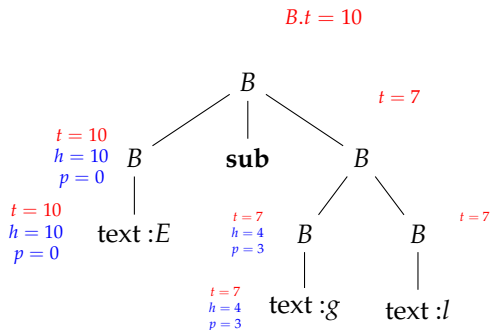 B.t = 10
B
t = 7
t = 10
h = 10
p = 0
B
sub
B
t = 10
h = 10
p = 0
text :E
t = 7
h = 4
p = 3
B
B
t = 7
t = 7
h = 4
p = 3
text :g
text :l